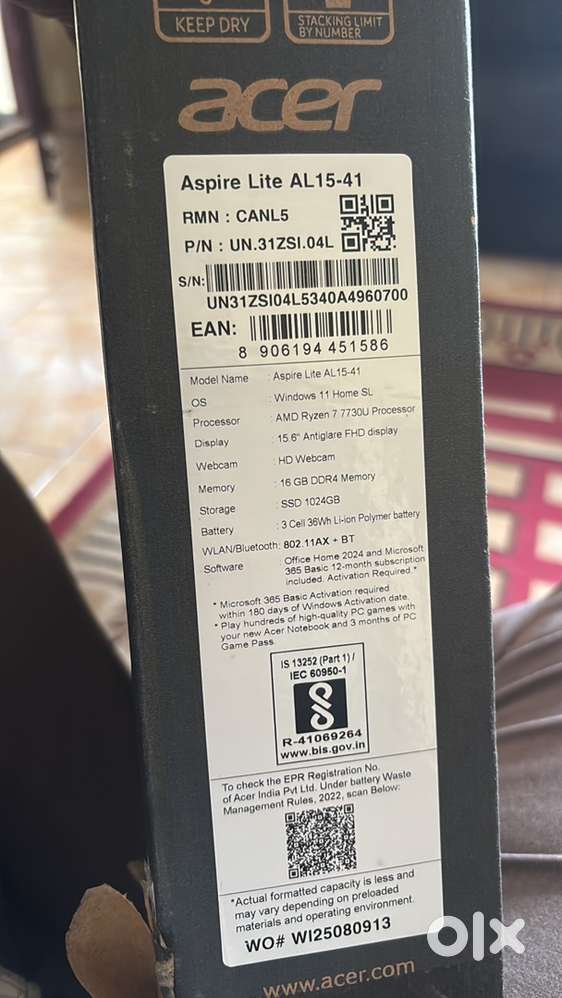 KEEP DRY
STACKING LIMIT
BY NUMBER
acer
Aspire Lite AL15-41
RMN : CANL5
P/N : UN.31ZSI.04L
S/N:
UN31ZSI04L5340A4960700
EAN:
8 906194 451586
Model Name : Aspire Lite AL15-41
OS : Windows 11 Home SL
Processor : AMD Ryzen 7 7730U Processor
Display : 15.6" Antiglare FHD display
Webcam : HD Webcam
Memory : 16 GB DDR4 Memory
Storage : SSD 1024GB
Battery : 3 Cell 36Wh Li-ion Polymer battery
WLAN/Bluetooth: 802.11AX + BT
Software : Office Home 2024 and Microsoft
365 Basic 12-month subscription
included. Activation Required.*
* Microsoft 365 Basic Activation required
within 180 days of Windows Activation date.
* Play hundreds of high-quality PC games with
your new Acer Notebook and 3 months of PC
Game Pass.
IS 13252 (Part 1) /
IEC 60950-1
R-41069264
www.bis.gov.in
To check the EPR Registration No.
of Acer India Pvt Ltd. Under battery Waste
Management Rules, 2022, scan Below:
*Actual formatted capacity is less and
may vary depending on preloaded
materials and operating environment.
WO# WI25080913
www.acer.com
olx